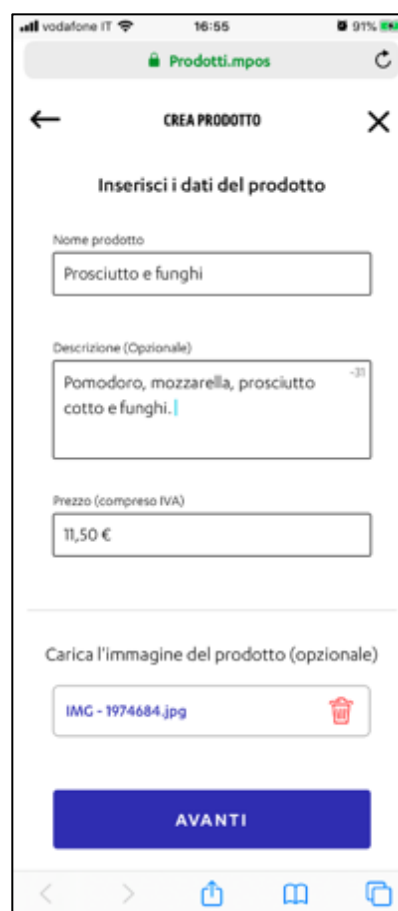 vodafone IT 16:55 91%
Prodotti.mpos
CREA PRODOTTO
Inserisci i dati del prodotto
Nome prodotto
Prosciutto e funghi
Descrizione (Opzionale)
Pomodoro, mozzarella, prosciutto -31
cotto e funghi.
Prezzo (compreso IVA)
11,50 €
Carica l'immagine del prodotto (opzionale)
IMG - 1974684.jpg
AVANTI